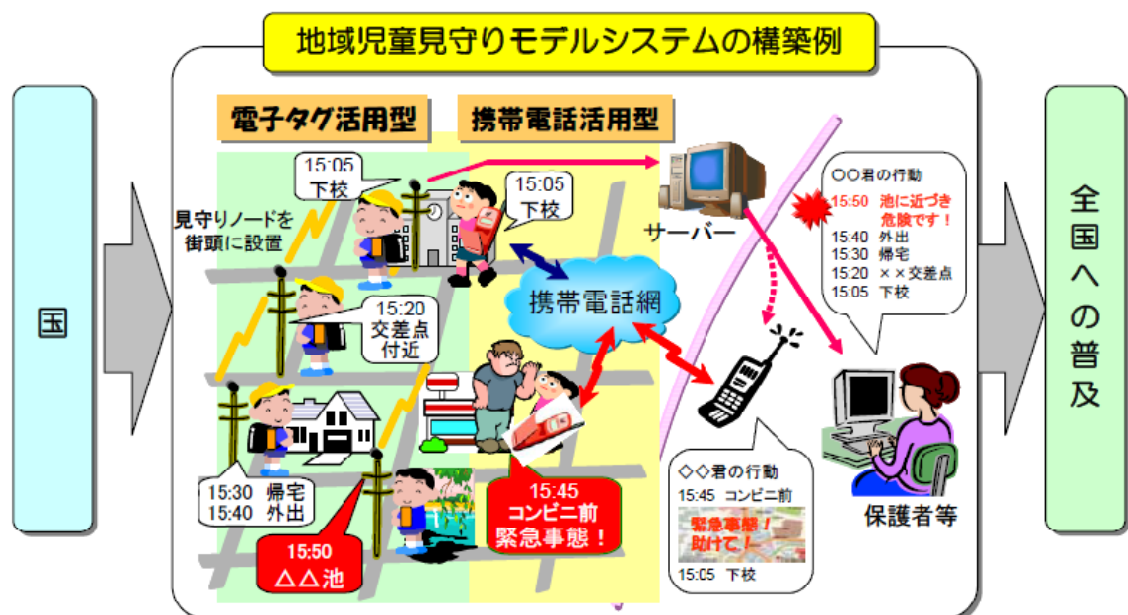 地域児童見守りモデルシステムの構築例
国
電子タグ活用型
携帯電話活用型
15:05
下校
15:05
下校
見守りノードを
街頭に設置
サーバー
〇〇君の行動
15:50 池に近づき
危険です！
15:40 外出
15:30 帰宅
15:20 ××交差点
15:05 下校
携帯電話網
15:20
交差点
付近
15:30 帰宅
15:40 外出
15:50
△△池
15:45
コンビニ前
緊急事態！
◇◇君の行動
15:45 コンビニ前
緊急事態！
助けて！
15:05 下校
保護者等
全国への普及